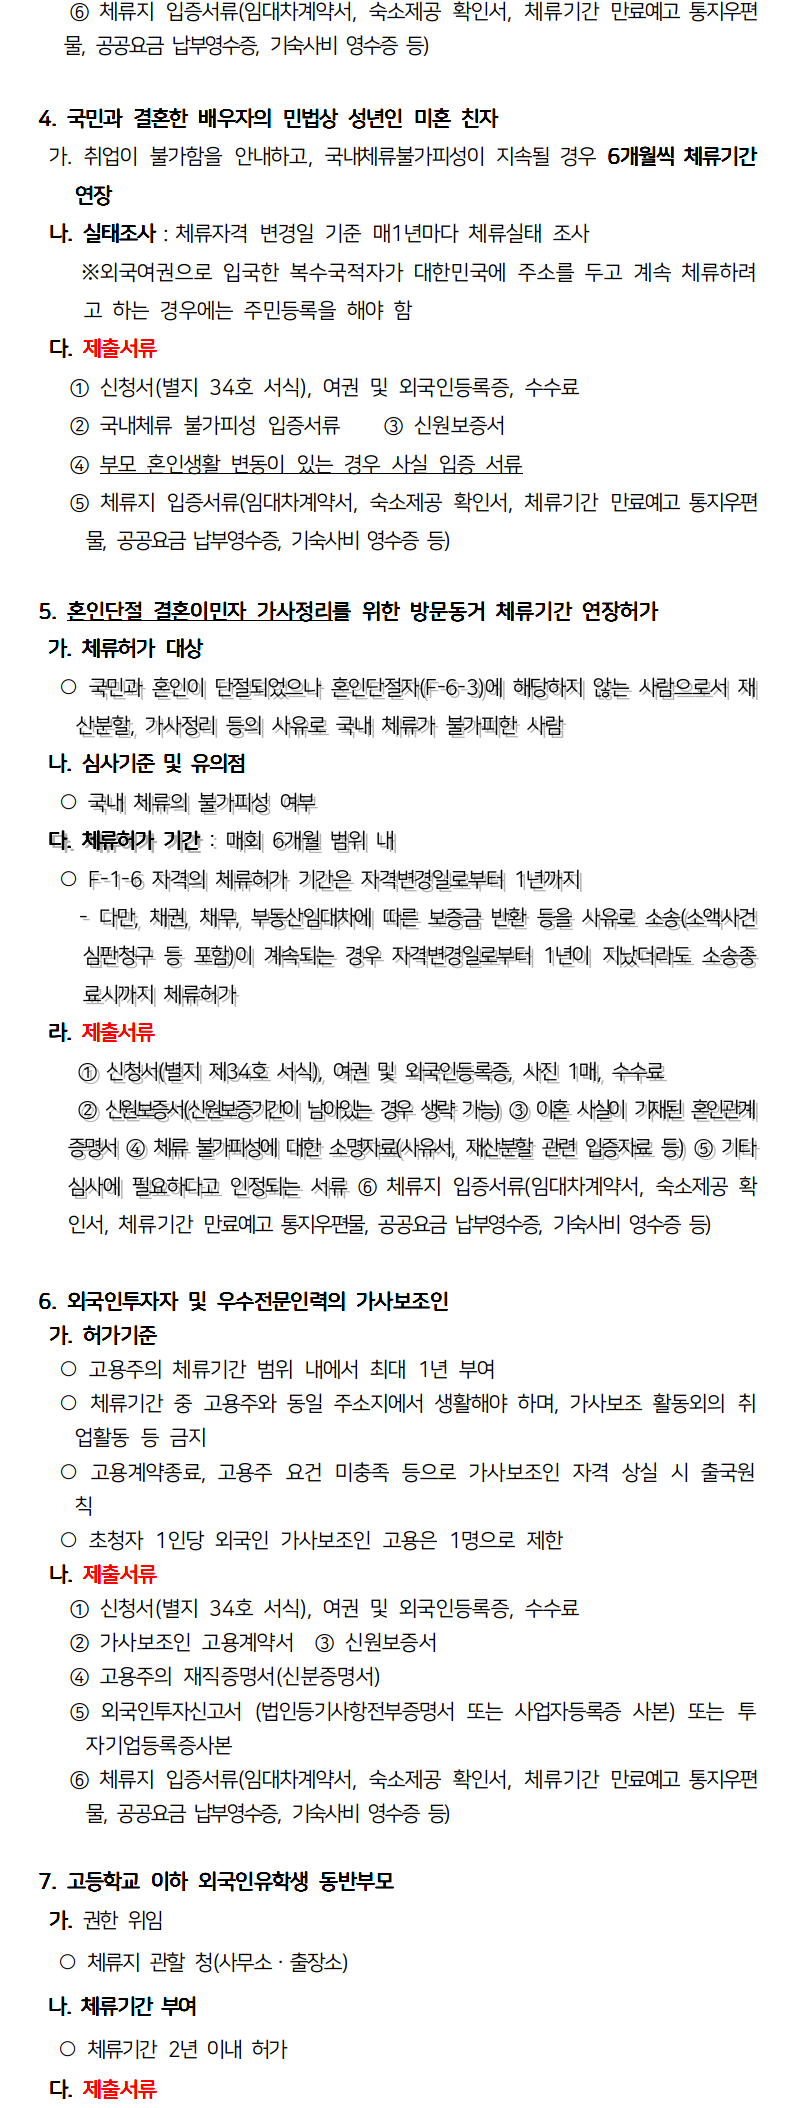 ⑥ 체류지 입증서류(임대차계약서, 숙소제공 확인서, 체류기간 만료예고 통지우편
물, 공공요금 납부영수증, 기숙사비 영수증 등)
4. 국민과 결혼한 배우자의 민법상 성년인 미혼 친자
가. 취업이 불가함을 안내하고, 국내체류불가피성이 지속될 경우 6개월씩 체류기간
연장
나. 실태조사 : 체류자격 변경일 기준 매1년마다 체류실태 조사
※외국여권으로 입국한 복수국적자가 대한민국에 주소를 두고 계속 체류하려
고 하는 경우에는 주민등록을 해야 함
다. 제출서류
① 신청서(별지 34호 서식), 여권 및 외국인등록증, 수수료
② 국내체류 불가피성 입증서류 ③ 신원보증서
④ 부모 혼인생활 변동이 있는 경우 사실 입증 서류
⑤ 체류지 입증서류(임대차계약서, 숙소제공 확인서, 체류기간 만료예고 통지우편
물, 공공요금 납부영수증, 기숙사비 영수증 등)
5. 혼인단절 결혼이민자 가사정리를 위한 방문동거 체류기간 연장허가
가. 체류허가 대상
○ 국민과 혼인이 단절되었으나 혼인단절자(F-6-3)에 해당하지 않는 사람으로서 재
산분할, 가사정리 등의 사유로 국내 체류가 불가피한 사람
나. 심사기준 및 유의점
○ 국내 체류의 불가피성 여부
다. 체류허가 기간 : 매회 6개월 범위 내
○ F-1-6 자격의 체류허가 기간은 자격변경일로부터 1년까지
- 다만, 채권, 채무, 부동산임대차에 따른 보증금 반환 등을 사유로 소송(소액사건
심판청구 등 포함)이 계속되는 경우 자격변경일로부터 1년이 지났더라도 소송종
료시까지 체류허가
라. 제출서류
① 신청서(별지 제34호 서식), 여권 및 외국인등록증, 사진 1매, 수수료
② 신원보증서(신원보증기간이 남아있는 경우 생략 가능) ③ 이혼 사실이 기재된 혼인관계
증명서 ④ 체류 불가피성에 대한 소명자료(사유서, 재산분할 관련 입증자료 등) ⑤ 기타
심사에 필요하다고 인정되는 서류 ⑥ 체류지 입증서류(임대차계약서, 숙소제공 확
인서, 체류기간 만료예고 통지우편물, 공공요금 납부영수증, 기숙사비 영수증 등)
6. 외국인투자자 및 우수전문인력의 가사보조인
가. 허가기준
○ 고용주의 체류기간 범위 내에서 최대 1년 부여
○ 체류기간 중 고용주와 동일 주소지에서 생활해야 하며, 가사보조 활동외의 취
업활동 등 금지
○ 고용계약종료, 고용주 요건 미충족 등으로 가사보조인 자격 상실 시 출국원
칙
○ 초청자 1인당 외국인 가사보조인 고용은 1명으로 제한
나. 제출서류
① 신청서(별지 34호 서식), 여권 및 외국인등록증, 수수료
② 가사보조인 고용계약서 ③ 신원보증서
④ 고용주의 재직증명서(신분증명서)
⑤ 외국인투자신고서 (법인등기사항전부증명서 또는 사업자등록증 사본) 또는 투
자기업등록증사본
⑥ 체류지 입증서류(임대차계약서, 숙소제공 확인서, 체류기간 만료예고 통지우편
물, 공공요금 납부영수증, 기숙사비 영수증 등)
7. 고등학교 이하 외국인유학생 동반부모
가. 권한 위임
○ 체류지 관할 청(사무소·출장소)
나. 체류기간 부여
○ 체류기간 2년 이내 허가
다. 제출서류